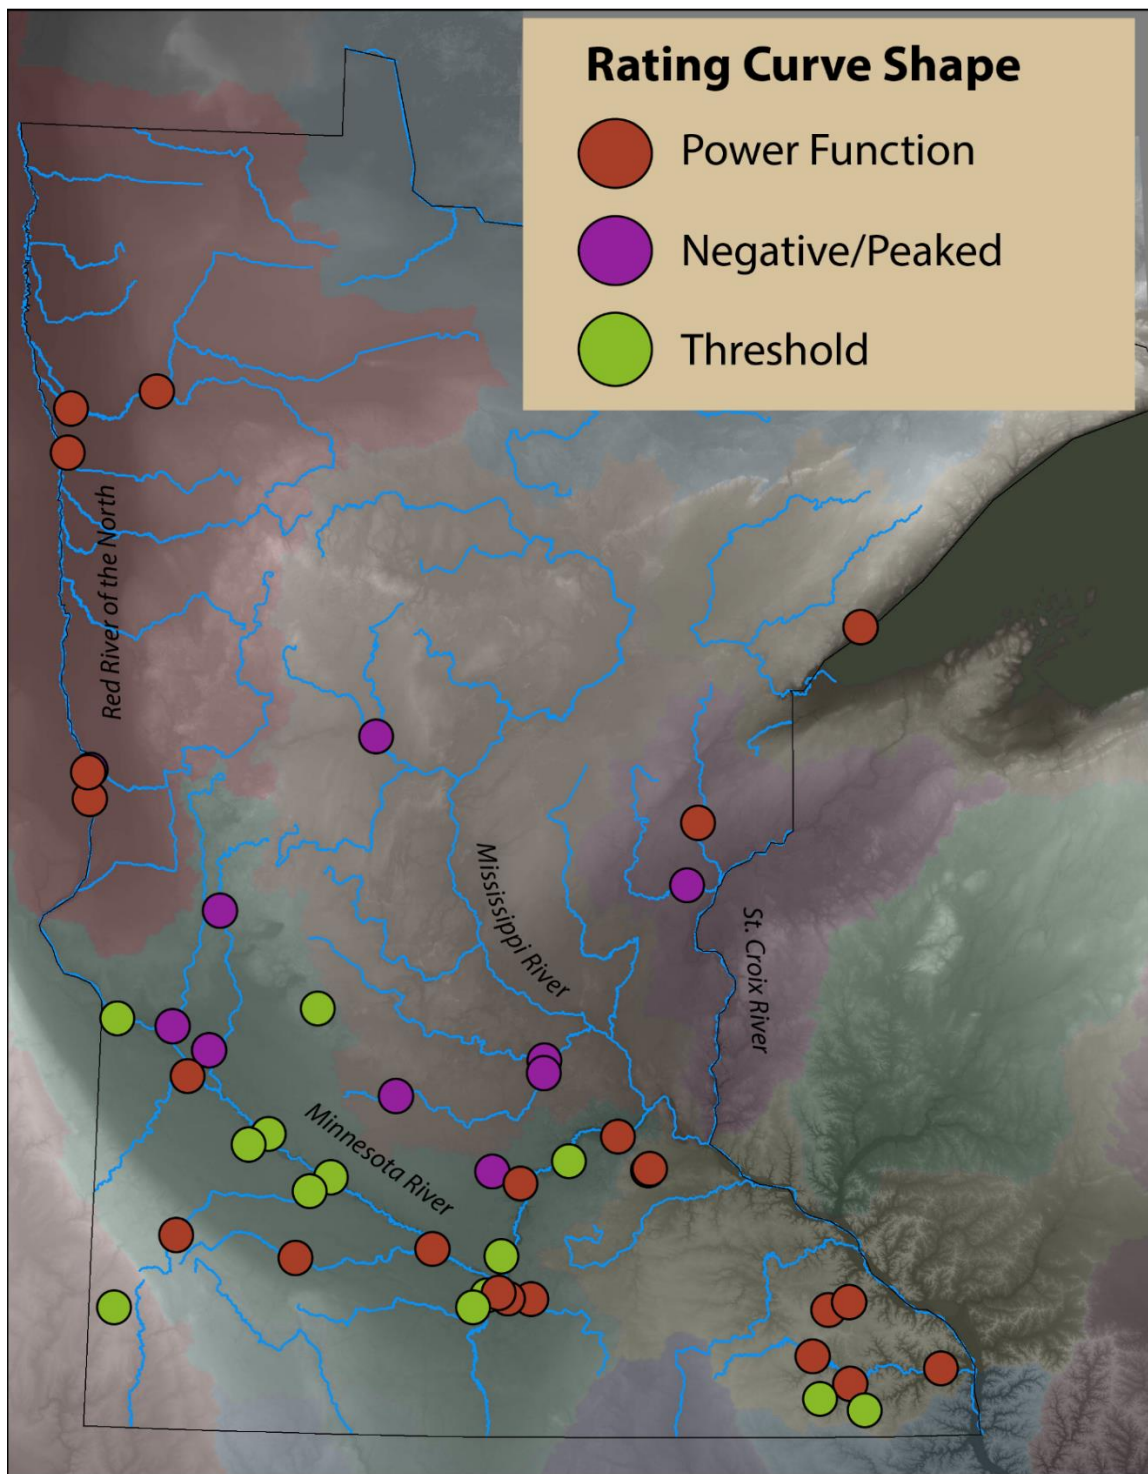 Rating Curve Shape
Power Function
Negative/Peaked
Threshold
Red River of the North
Mississippi River
St. Croix River
Minnesota River